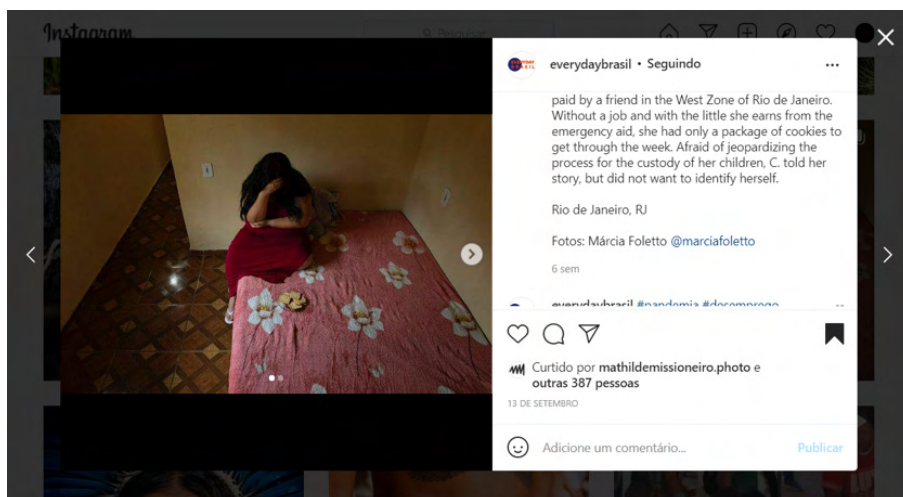 Instagram
Pesquisar
everydaybrasil • Seguindo
paid by a friend in the West Zone of Rio de Janeiro.
Without a job and with the little she earns from the
emergency aid, she had only a package of cookies to
get through the week. Afraid of jeopardizing the
process for the custody of her children, C. told her
story, but did not want to identify herself.
Rio de Janeiro, RJ
Fotos: Márcia Foletto @marciafoletto
6 sem
everydaybrasil #pandemia #desemprego
Curtido por mathildemissioneiro.photo e
outras 387 pessoas
13 DE SETEMBRO
Adicione um comentário...
Publicar